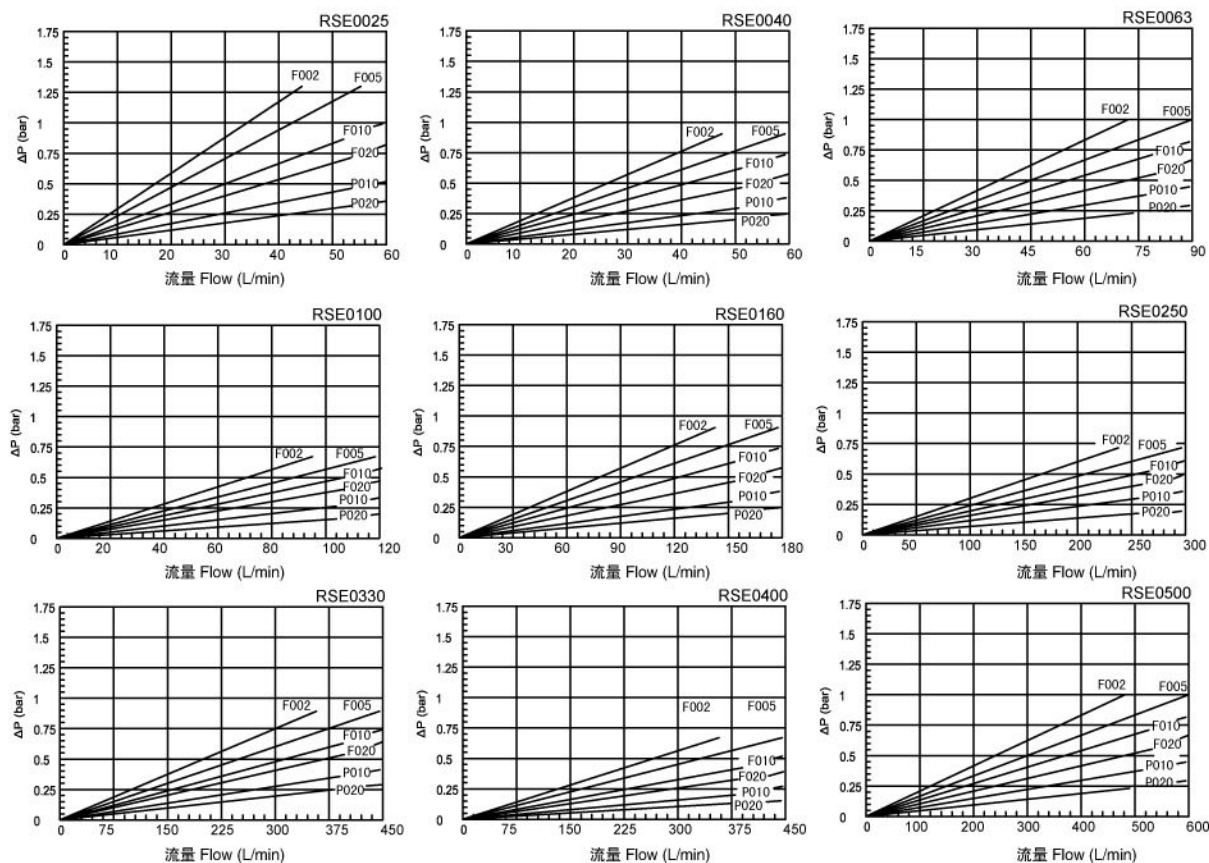 RSE0025
1.75
1.5
1.25
1
0.75
0.5
0.25
0
ΔP (bar)
F002
F005
F010
F020
P010
P020
0 10 20 30 40 50 60
流量 Flow (L/min)
RSE0040
1.75
1.5
1.25
1
0.75
0.5
0.25
0
ΔP (bar)
F002
F005
F010
F020
P010
P020
0 10 20 30 40 50 60
流量 Flow (L/min)
RSE0063
1.75
1.5
1.25
1
0.75
0.5
0.25
0
ΔP (bar)
F002
F005
F010
F020
P010
P020
0 15 30 45 60 75 90
流量 Flow (L/min)
RSE0100
1.75
1.5
1.25
1
0.75
0.5
0.25
0
ΔP (bar)
F002
F005
F010
F020
P010
P020
0 20 40 60 80 100 120
流量 Flow (L/min)
RSE0160
1.75
1.5
1.25
1
0.75
0.5
0.25
0
ΔP (bar)
F002
F005
F010
F020
P010
P020
0 30 60 90 120 150 180
流量 Flow (L/min)
RSE0250
1.75
1.5
1.25
1
0.75
0.5
0.25
0
ΔP (bar)
F002
F005
F010
F020
P010
P020
0 50 100 150 200 250 300
流量 Flow (L/min)
RSE0330
1.75
1.5
1.25
1
0.75
0.5
0.25
0
ΔP (bar)
F002
F005
F010
F020
P010
P020
0 75 150 225 300 375 450
流量 Flow (L/min)
RSE0400
1.75
1.5
1.25
1
0.75
0.5
0.25
0
ΔP (bar)
F002
F005
F010
F020
P010
P020
0 75 150 225 300 375 450
流量 Flow (L/min)
RSE0500
1.75
1.5
1.25
1
0.75
0.5
0.25
0
ΔP (bar)
F002
F005
F010
F020
P010
P020
0 100 200 300 400 500 600
流量 Flow (L/min)